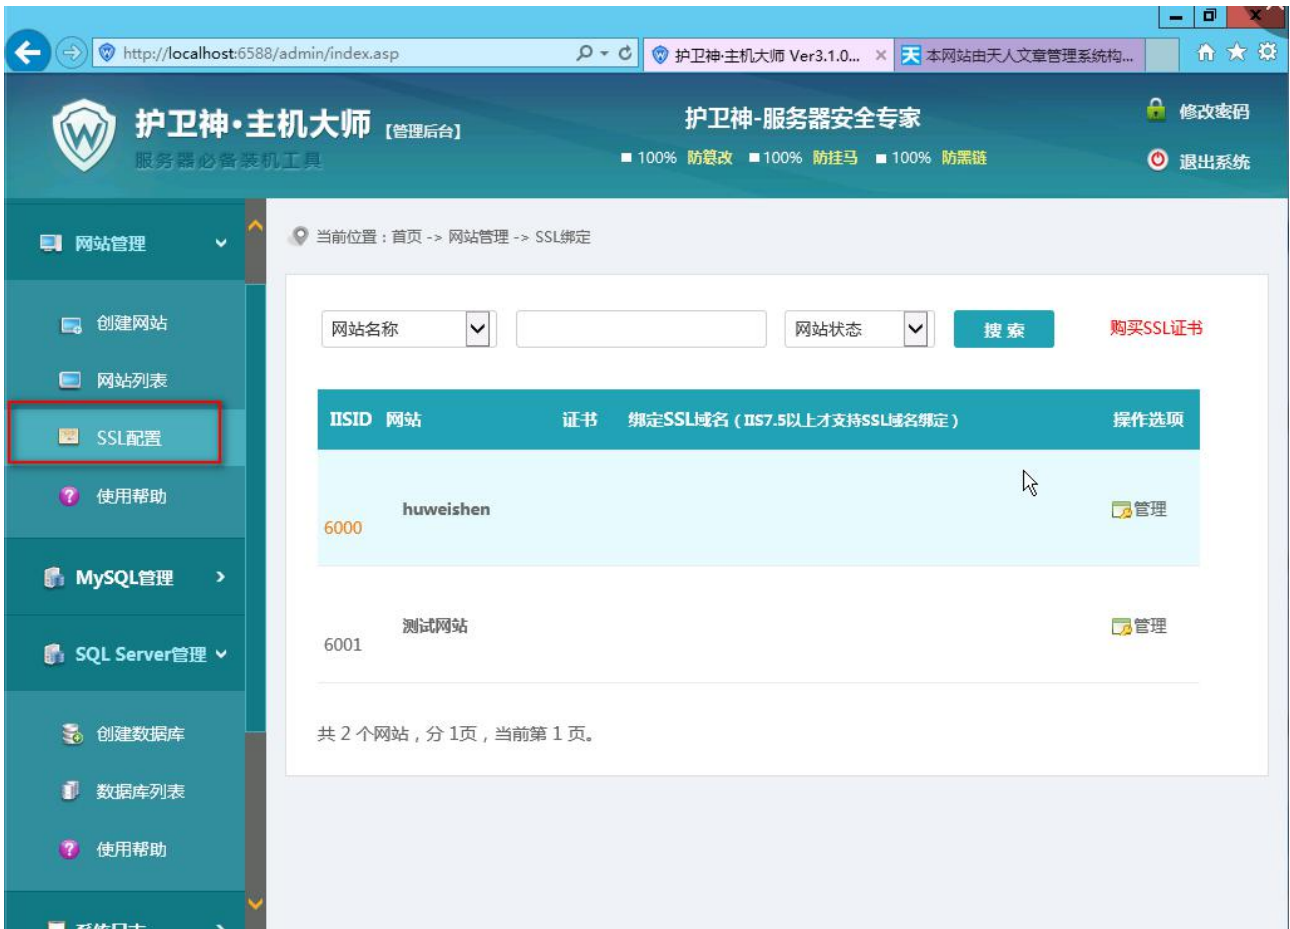 http://localhost:6588/admin/index.asp
护卫神·主机大师 Ver3.1.0...
本网站由天人文章管理系统构...
护卫神·主机大师 【管理后台】
服务器必备装机工具
护卫神-服务器安全专家
100% 防篡改 100% 防挂马 100% 防黑链
修改密码
退出系统
网站管理
创建网站
网站列表
SSL配置
使用帮助
MySQL管理
SQL Server管理
创建数据库
数据库列表
使用帮助
系统日志
当前位置：首页 -> 网站管理 -> SSL绑定
网站名称 网站状态 搜 索 购买SSL证书
IISID 网站 证书 绑定SSL域名（IIS7.5以上才支持SSL域名绑定） 操作选项
6000 huweishen 管理
6001 测试网站 管理
共 2 个网站，分 1页，当前第 1 页。